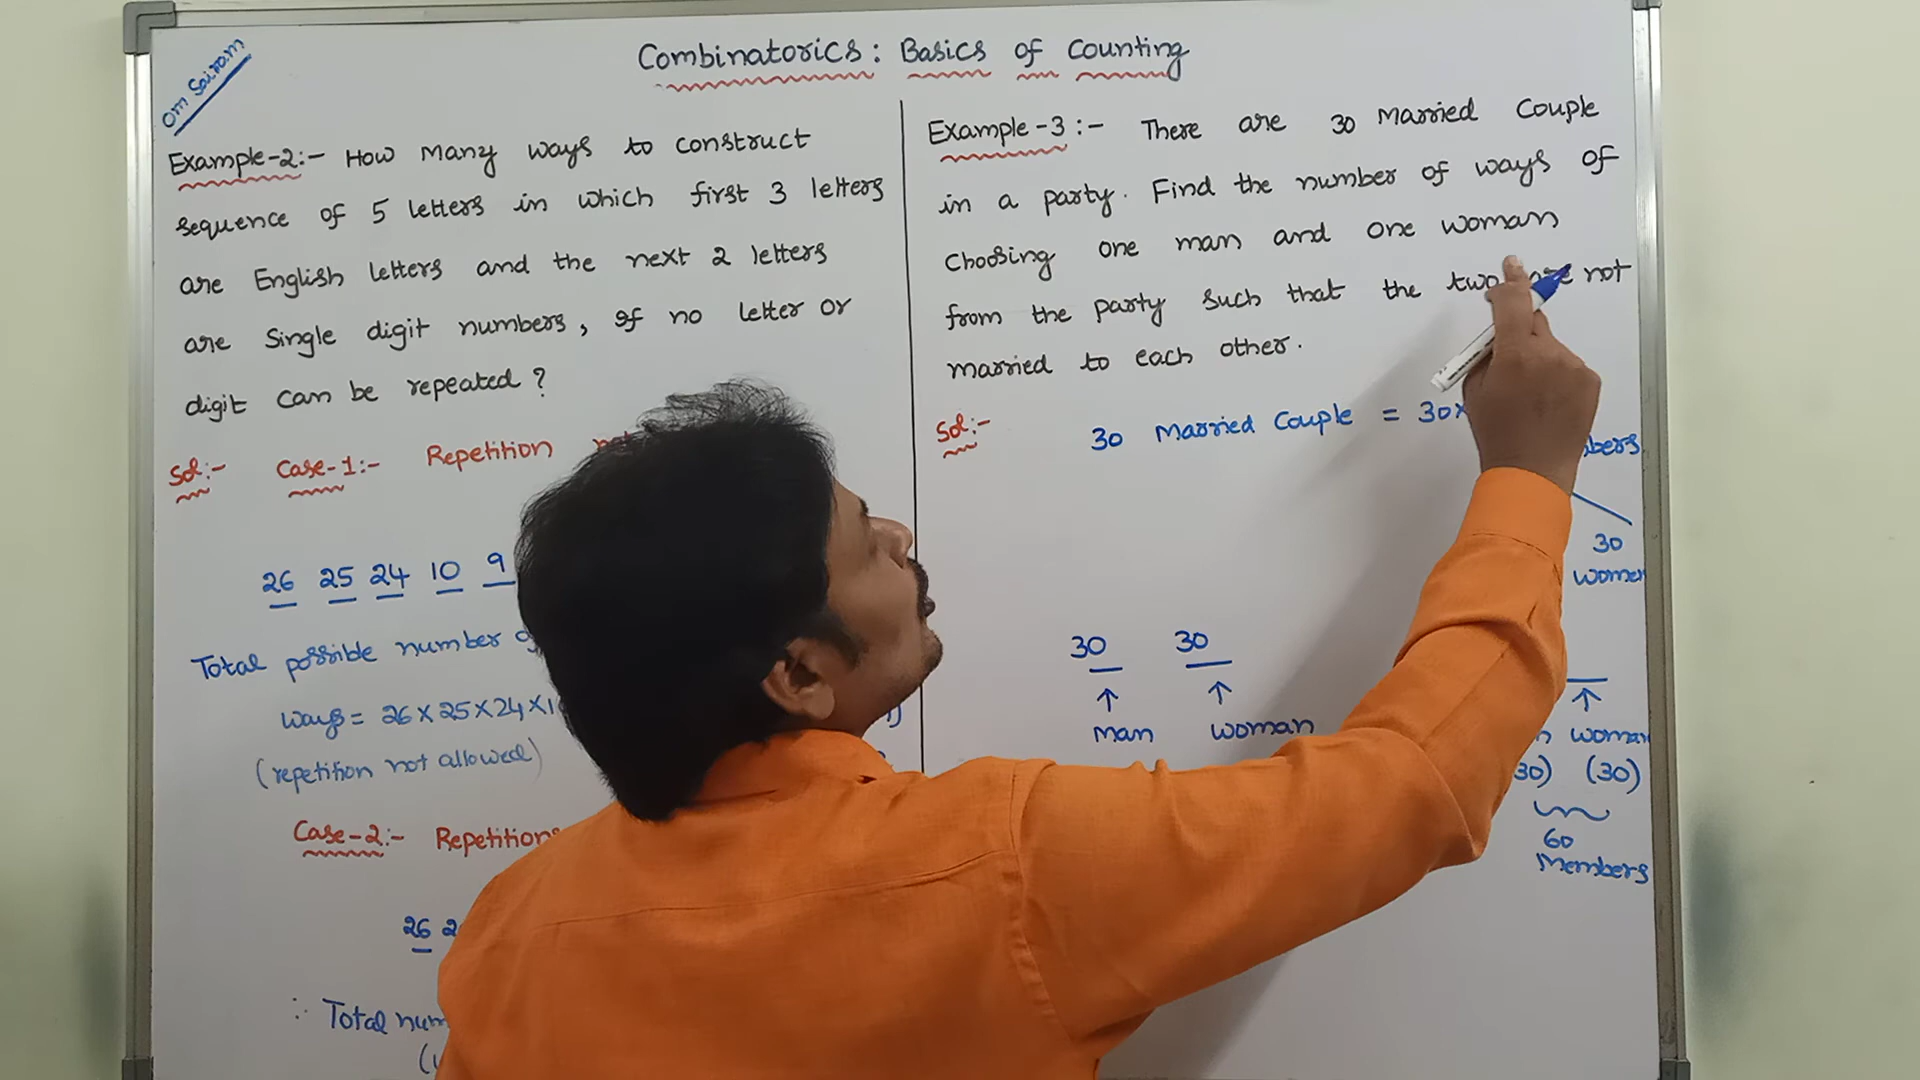 Om Sairam
Combinatorics: Basics of Counting
Example-2:- How Many ways to construct
sequence of 5 letters in which first 3 letters
are English letters and the next 2 letters
are Single digit numbers, If no letter or
digit can be repeated?
Sol:- Case-1:- Repetition
26 25 24 10 9
Total possible number
ways = 26×25×24×1
(repetition not allowed)
Case-2:- Repetitions
26 2
∴ Total num
Example-3:- There are 30 Married Couple
in a party. Find the number of ways of
choosing one man and one woman
from the party such that the two are not
married to each other.
Sol:- 30 Married Couple = 30×
bers
30
women
30 30
↑ ↑ ↑
Man woman woman
30) (30)
60
Members